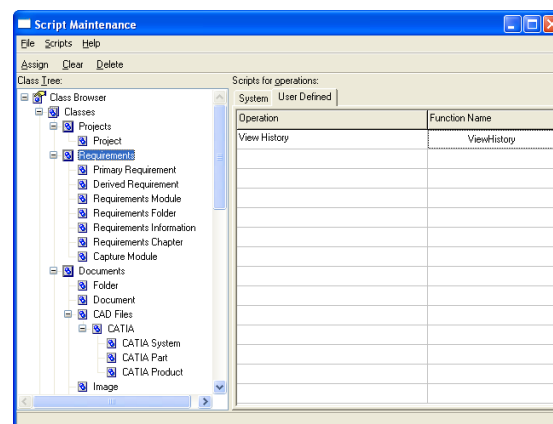 Script Maintenance
File Scripts Help
Assign Clear Delete
Class Tree:
Class Browser
Classes
Projects
Project
Requirements
Primary Requirement
Derived Requirement
Requirements Module
Requirements Folder
Requirements Information
Requirements Chapter
Capture Module
Documents
Folder
Document
CAD Files
CATIA
CATIA System
CATIA Part
CATIA Product
Image
Scripts for operations:
System User Defined
Operation Function Name
View History ViewHistory